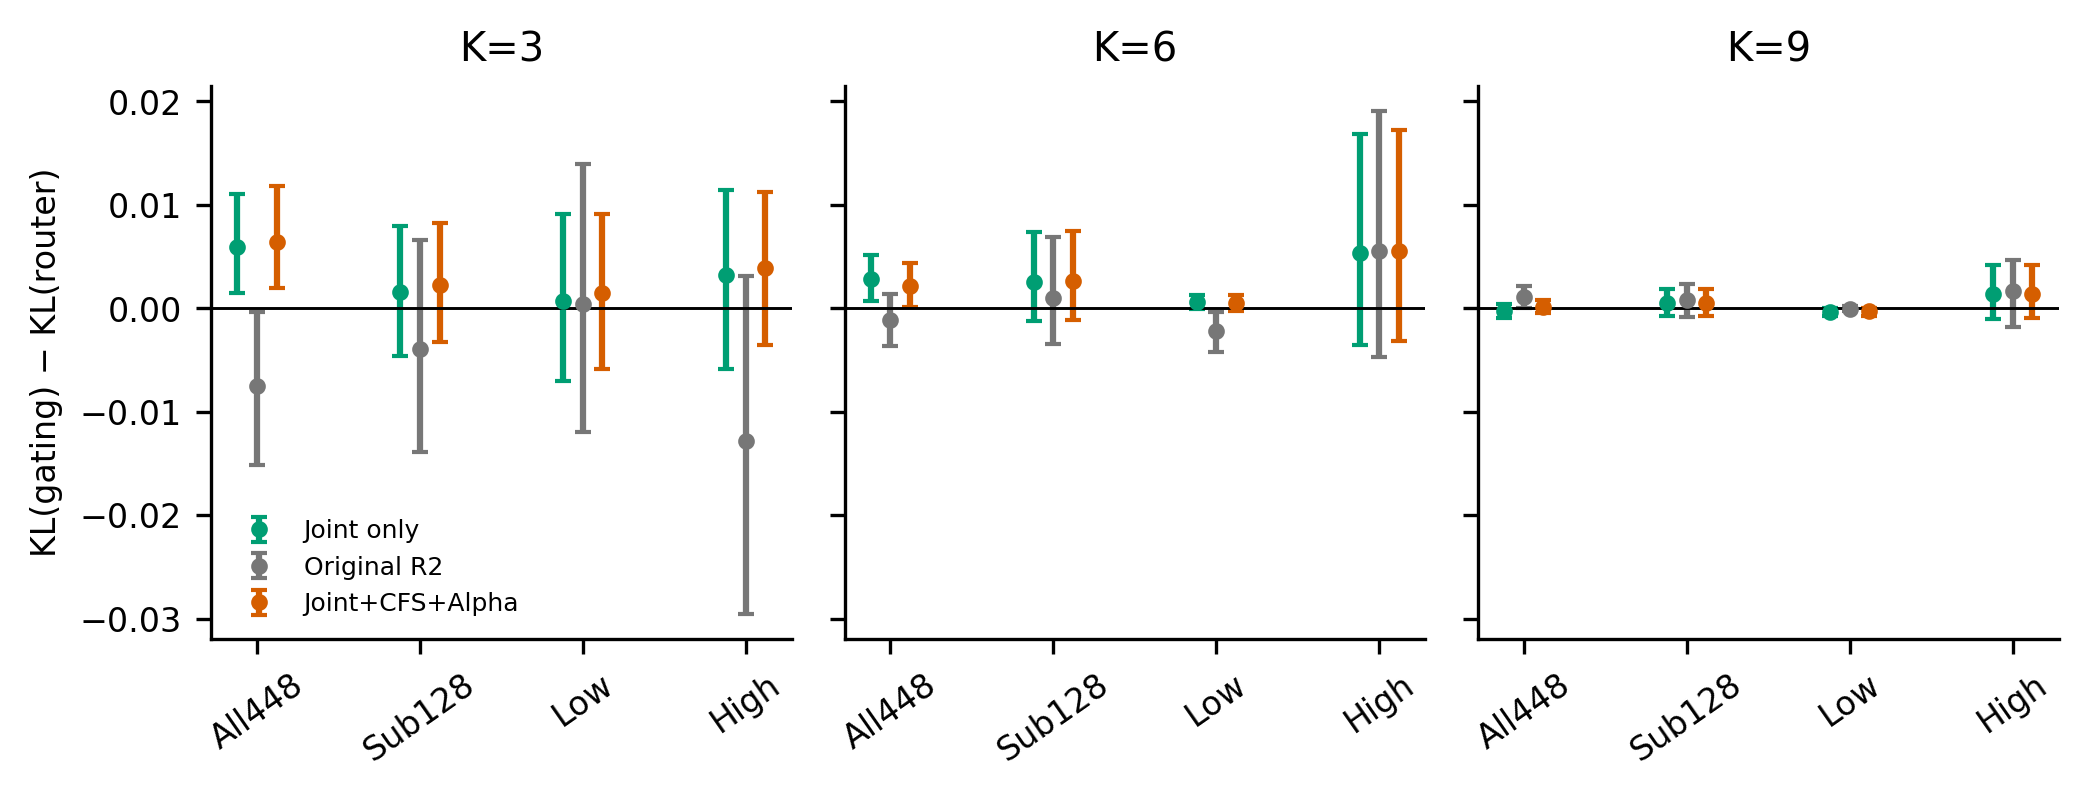 K=3
K=6
K=9
KL(gating) − KL(router)
0.02
0.01
0.00
−0.01
−0.02
−0.03
Joint only
Original R2
Joint+CFS+Alpha
All448
Sub128
Low
High
All448
Sub128
Low
High
All448
Sub128
Low
High